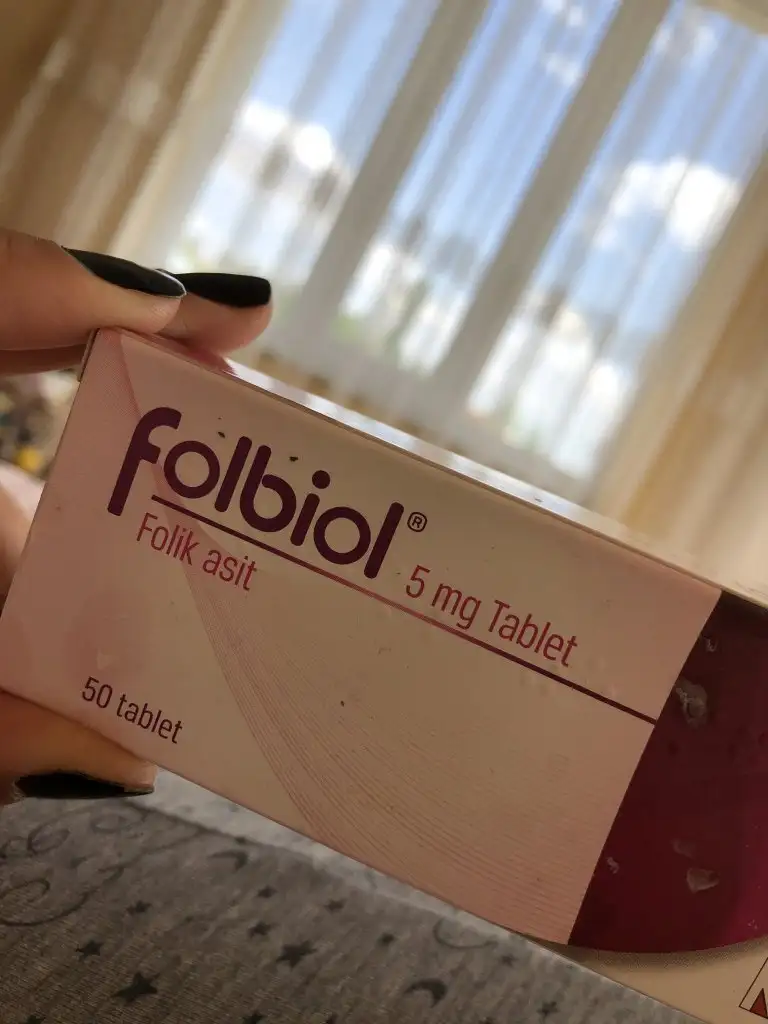 folbiol®
Folik asit
5 mg Tablet
50 tablet